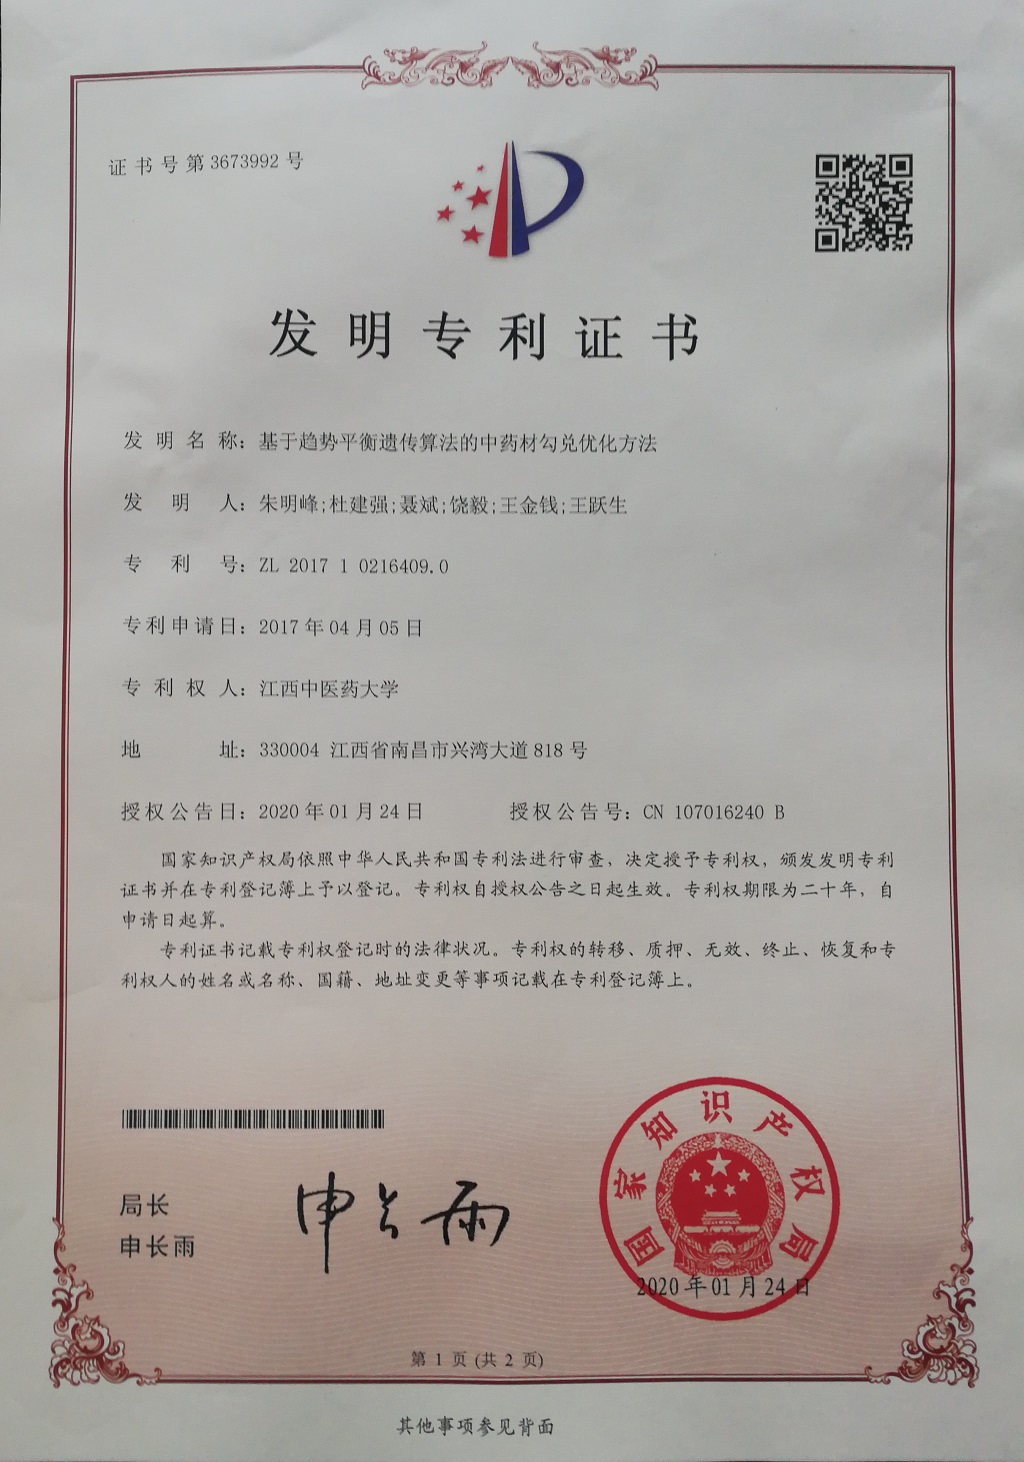 证书号第3673992号
发明专利证书
发明名称：基于趋势平衡遗传算法的中药材勾兑优化方法
发明人：朱明峰;杜建强;聂斌;饶毅;王金钱;王跃生
专利号：ZL 2017 1 0216409.0
专利申请日：2017年04月05日
专利权人：江西中医药大学
地址：330004 江西省南昌市兴湾大道818号
授权公告日：2020年01月24日 授权公告号：CN 107016240 B
国家知识产权局依照中华人民共和国专利法进行审查，决定授予专利权，颁发发明专利
证书并在专利登记簿上予以登记。专利权自授权公告之日起生效。专利权期限为二十年，自
申请日起算。
专利证书记载专利权登记时的法律状况。专利权的转移、质押、无效、终止、恢复和专
利权人的姓名或名称、国籍、地址变更等事项记载在专利登记簿上。
局长
申长雨
申长雨
国家知识产权局
2020年01月24日
第 1 页 (共 2 页)
其他事项参见背面